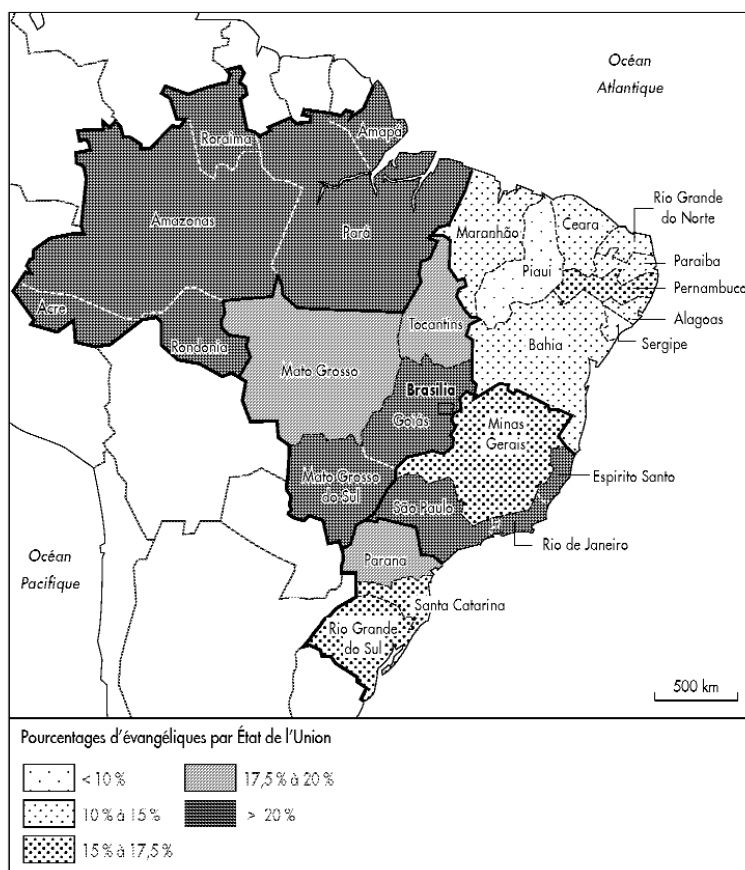 Océan
Atlantique
Roraima
Amapá
Amazonas
Pará
Maranhão
Ceara
Rio Grande
do Norte
Piaui
Paraiba
Pernambuco
Acre
Rondonia
Tocantins
Alagoas
Bahia
Sergipe
Mato Grosso
Brasília
Goiás
Minas
Gerais
Mato Grosso
do Sul
Espirito Santo
São Paulo
Rio de Janeiro
Océan
Pacifique
Parana
Santa Catarina
Rio Grande
do Sul
500 km
Pourcentages d'évangéliques par État de l'Union
< 10 %
17,5 % à 20 %
10 % à 15 %
> 20 %
15 % à 17,5 %